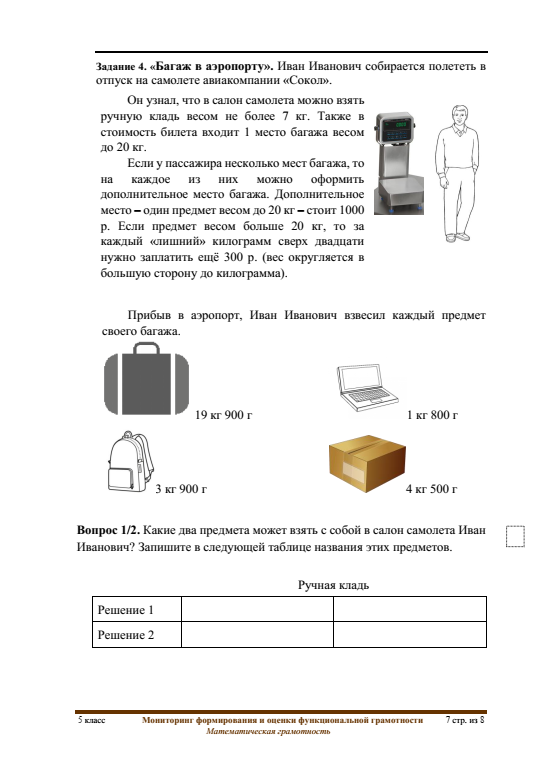 Задание 4. «Багаж в аэропорту». Иван Иванович собирается полететь в
отпуск на самолете авиакомпании «Сокол».
Он узнал, что в салон самолета можно взять
ручную кладь весом не более 7 кг. Также в
стоимость билета входит 1 место багажа весом
до 20 кг.
Если у пассажира несколько мест багажа, то
на каждое из них можно оформить
дополнительное место багажа. Дополнительное
место – один предмет весом до 20 кг – стоит 1000
р. Если предмет весом больше 20 кг, то за
каждый «лишний» килограмм сверх двадцати
нужно заплатить ещё 300 р. (вес округляется в
большую сторону до килограмма).
Прибыв в аэропорт, Иван Иванович взвесил каждый предмет
своего багажа.
19 кг 900 г
1 кг 800 г
3 кг 900 г
4 кг 500 г
Вопрос 1/2. Какие два предмета может взять с собой в салон самолета Иван
Иванович? Запишите в следующей таблице названия этих предметов.
Ручная кладь
Решение 1
Решение 2
5 класс Мониторинг формирования и оценки функциональной грамотности 7 стр. из 8
Математическая грамотность